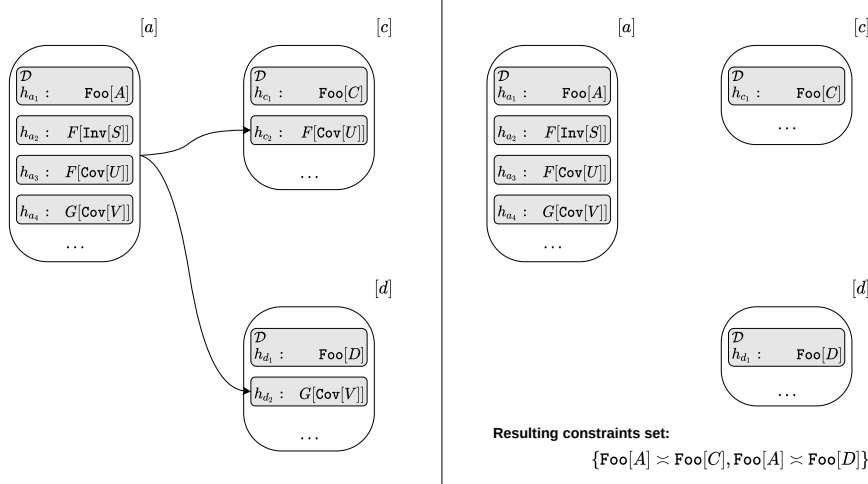 [a]
[c]
𝒟
h_{a_1} : Foo[A]
h_{a_2} : F[Inv[S]]
h_{a_3} : F[Cov[U]]
h_{a_4} : G[Cov[V]]
...
𝒟
h_{c_1} : Foo[C]
h_{c_2} : F[Cov[U]]
...
[d]
𝒟
h_{d_1} : Foo[D]
h_{d_2} : G[Cov[V]]
...
[a]
[c]
𝒟
h_{a_1} : Foo[A]
h_{a_2} : F[Inv[S]]
h_{a_3} : F[Cov[U]]
h_{a_4} : G[Cov[V]]
...
𝒟
h_{c_1} : Foo[C]
...
[d]
𝒟
h_{d_1} : Foo[D]
...
Resulting constraints set:
{Foo[A] ≍ Foo[C], Foo[A] ≍ Foo[D]}